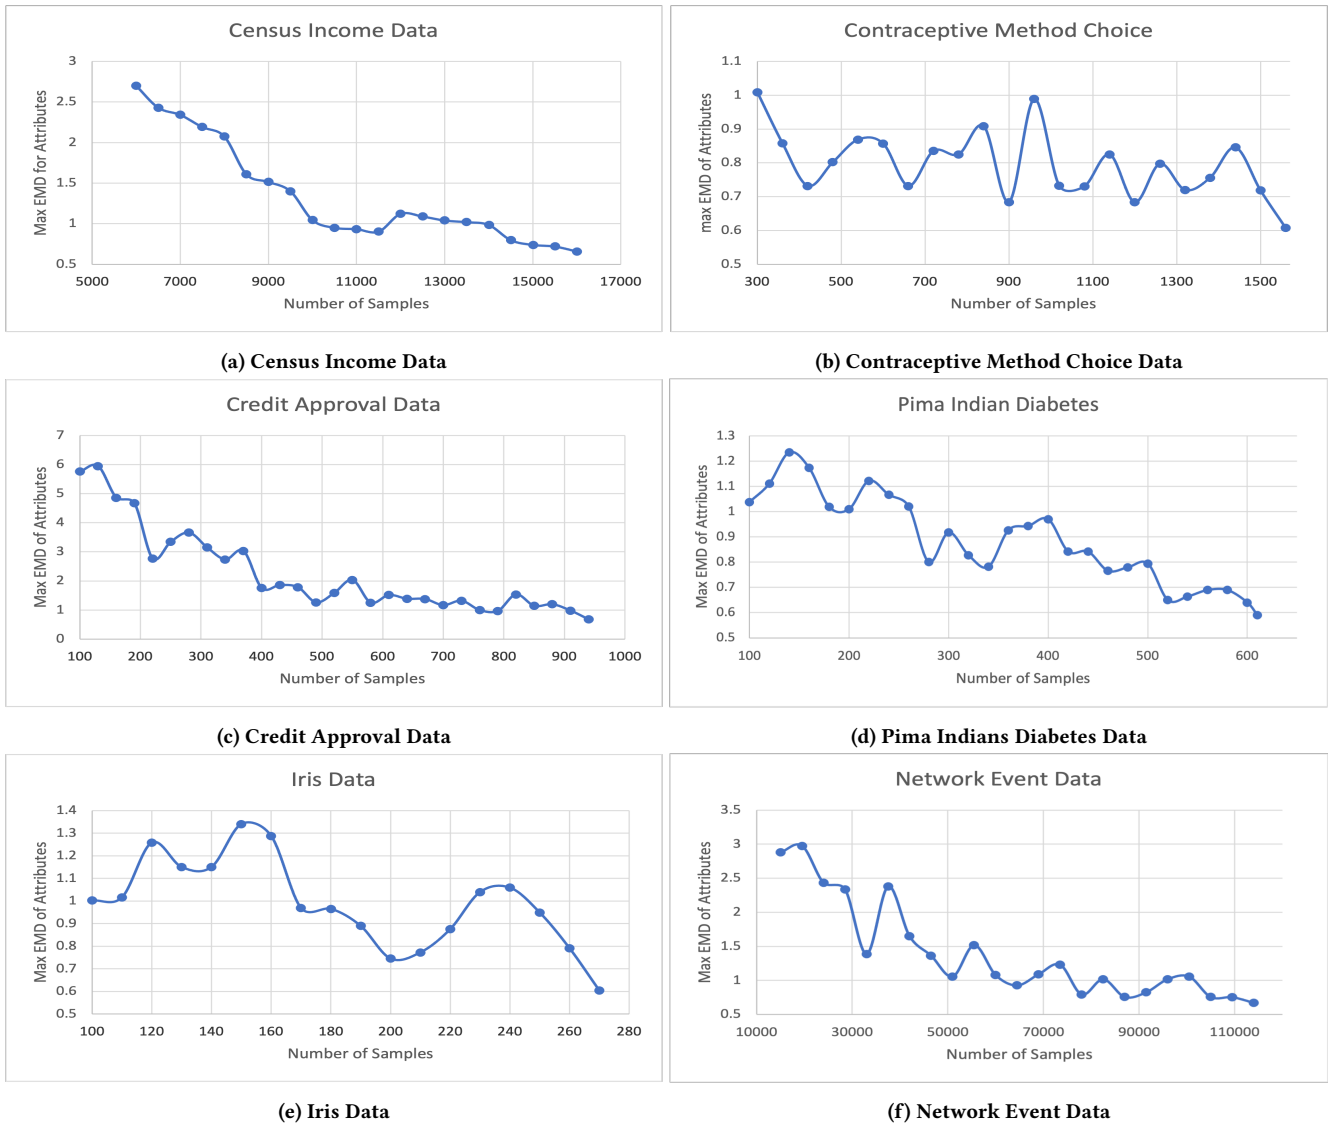 Census Income Data
Max EMD for Attributes
3
2.5
2
1.5
1
0.5
5000 7000 9000 11000 13000 15000 17000
Number of Samples
(a) Census Income Data
Contraceptive Method Choice
max EMD of Attributes
1.1
1
0.9
0.8
0.7
0.6
0.5
300 500 700 900 1100 1300 1500
Number of Samples
(b) Contraceptive Method Choice Data
Credit Approval Data
Max EMD of Attributes
7
6
5
4
3
2
1
0
100 200 300 400 500 600 700 800 900 1000
Number of Samples
(c) Credit Approval Data
Pima Indian Diabetes
Max EMD of Attributes
1.3
1.2
1.1
1
0.9
0.8
0.7
0.6
0.5
100 200 300 400 500 600
Number of Samples
(d) Pima Indians Diabetes Data
Iris Data
Max EMD of Attributes
1.4
1.3
1.2
1.1
1
0.9
0.8
0.7
0.6
0.5
100 120 140 160 180 200 220 240 260 280
Number of Samples
(e) Iris Data
Network Event Data
Max EMD of Attributes
3.5
3
2.5
2
1.5
1
0.5
10000 30000 50000 70000 90000 110000
Number of Samples
(f) Network Event Data